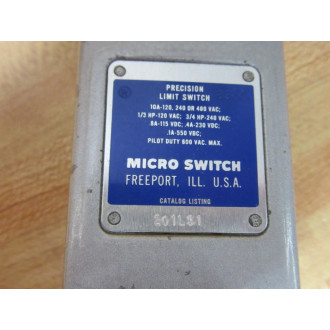 PRECISION
LIMIT SWITCH
10A-120, 240 OR 480 VAC;
1/3 HP-120 VAC; 3/4 HP-240 VAC;
.8A-115 VDC; .4A-230 VDC;
.1A-550 VDC;
PILOT DUTY 600 VAC. MAX.
MICRO SWITCH
FREEPORT, ILL. U.S.A.
CATALOG LISTING
201LS1